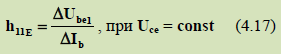 h₁₁E = ΔUbe1 / ΔIb , при Uce = const (4.17)